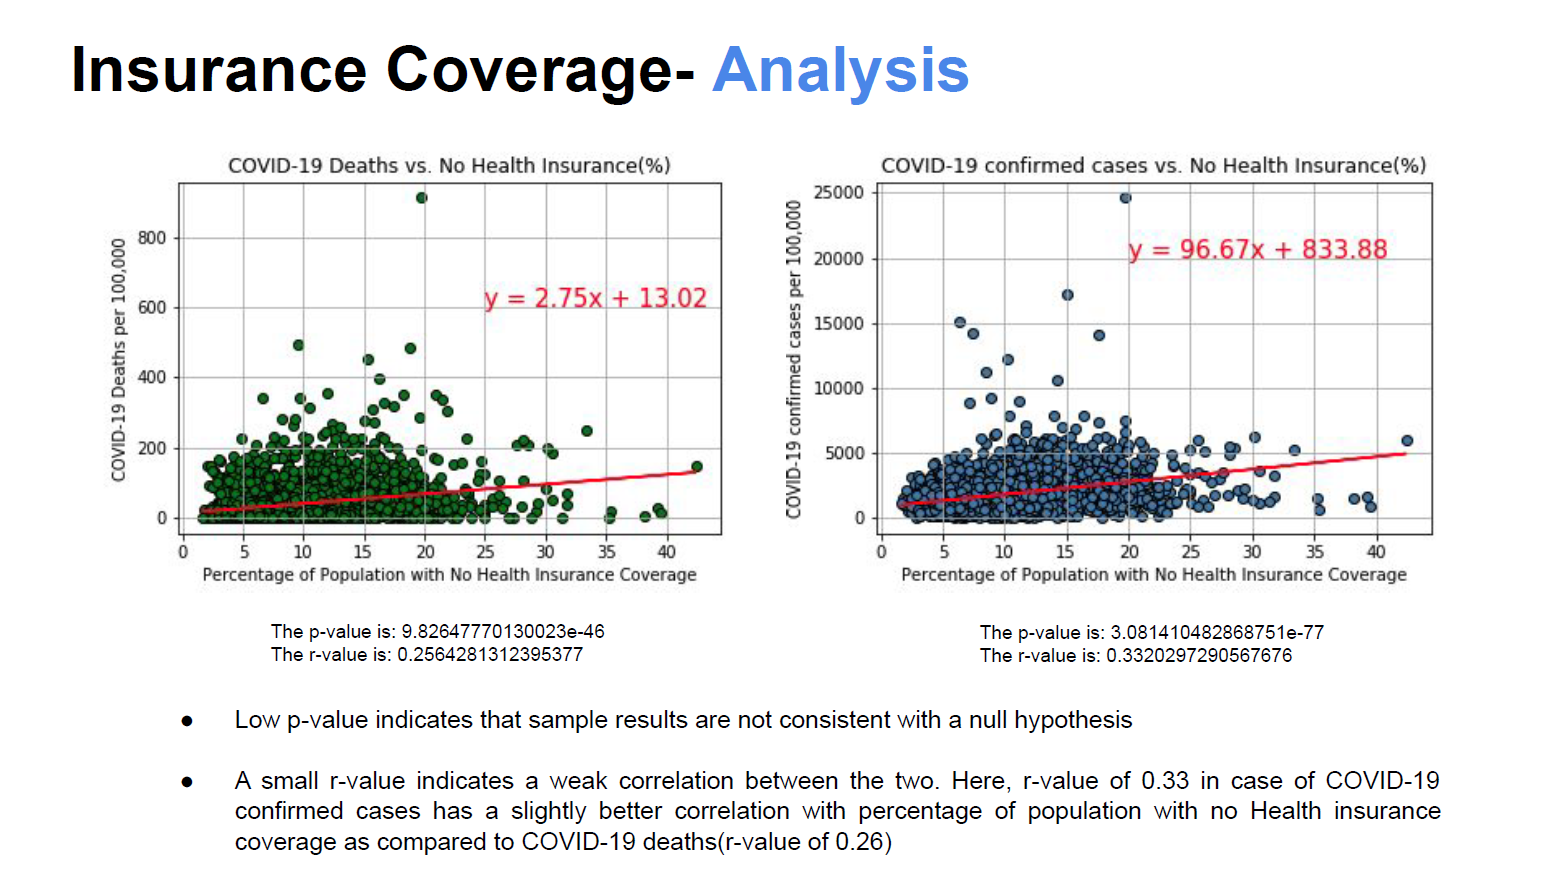 Insurance Coverage- Analysis
COVID-19 Deaths vs. No Health Insurance(%)
COVID-19 Deaths per 100,000
800
600
400
200
0
y = 2.75x + 13.02
0 5 10 15 20 25 30 35 40
Percentage of Population with No Health Insurance Coverage
The p-value is: 9.82647770130023e-46
The r-value is: 0.2564281312395377
COVID-19 confirmed cases vs. No Health Insurance(%)
COVID-19 confirmed cases per 100,000
25000
20000
15000
10000
5000
0
y = 96.67x + 833.88
0 5 10 15 20 25 30 35 40
Percentage of Population with No Health Insurance Coverage
The p-value is: 3.081410482868751e-77
The r-value is: 0.3320297290567676
● Low p-value indicates that sample results are not consistent with a null hypothesis
● A small r-value indicates a weak correlation between the two. Here, r-value of 0.33 in case of COVID-19
confirmed cases has a slightly better correlation with percentage of population with no Health insurance
coverage as compared to COVID-19 deaths(r-value of 0.26)